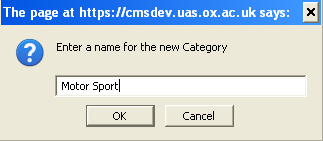 The page at https://cmsdev.uas.ox.ac.uk says:
Enter a name for the new Category
Motor Sport
OK Cancel